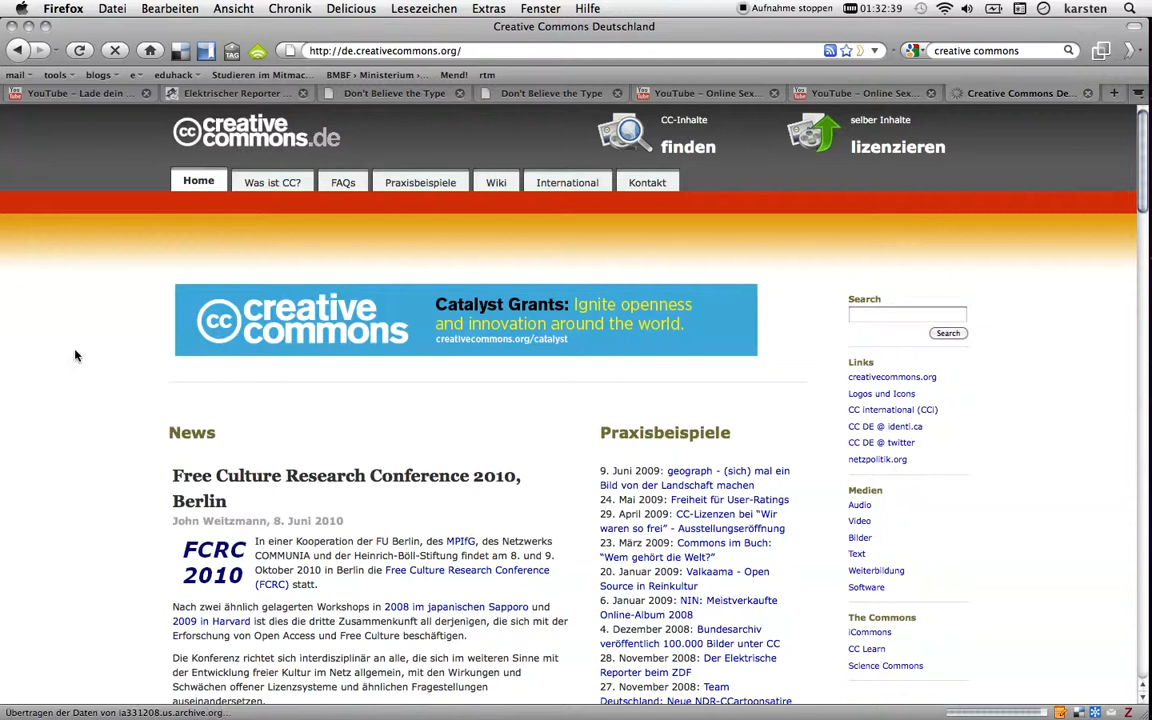 Firefox Datei Bearbeiten Ansicht Chronik Delicious Lesezeichen Extras Fenster Hilfe Aufnahme stoppen 01:32:39 karsten
Creative Commons Deutschland
http://de.creativecommons.org/ creative commons
mail tools blogs e eduhack Studieren im Mitmac... BMBF › Ministerium ›... Mend! rtm
YouTube - Lade dein ... Elektrischer Reporter ... Don't Believe the Type Don't Believe the Type YouTube - Online Sex... YouTube - Online Sex... Creative Commons De...
cc creative commons.de
CC-Inhalte
finden
selber Inhalte
lizenzieren
Home Was ist CC? FAQs Praxisbeispiele Wiki International Kontakt
cc creative commons
Catalyst Grants: Ignite openness
and innovation around the world.
creativecommons.org/catalyst
News
Free Culture Research Conference 2010,
Berlin
John Weitzmann, 8. Juni 2010
FCRC
2010
In einer Kooperation der FU Berlin, des MPIfG, des Netzwerks
COMMUNIA und der Heinrich-Böll-Stiftung findet am 8. und 9.
Oktober 2010 in Berlin die Free Culture Research Conference
(FCRC) statt.
Nach zwei ähnlich gelagerten Workshops in 2008 im japanischen Sapporo und
2009 in Harvard ist dies die dritte Zusammenkunft all derjenigen, die sich mit der
Erforschung von Open Access und Free Culture beschäftigen.
Die Konferenz richtet sich interdisziplinär an alle, die sich im weiteren Sinne mit
der Entwicklung freier Kultur im Netz allgemein, mit den Wirkungen und
Schwächen offener Lizenzsysteme und ähnlichen Fragestellungen
auseinandersetzen.
Praxisbeispiele
9. Juni 2009: geograph - (sich) mal ein
Bild von der Landschaft machen
24. Mai 2009: Freiheit für User-Ratings
29. April 2009: CC-Lizenzen bei "Wir
waren so frei" - Ausstellungseröffnung
23. März 2009: Commons im Buch:
"Wem gehört die Welt?"
20. Januar 2009: Valkaama - Open
Source in Reinkultur
6. Januar 2009: NIN: Meistverkaufte
Online-Album 2008
4. Dezember 2008: Bundesarchiv
veröffentlich 100.000 Bilder unter CC
28. November 2008: Der Elektrische
Reporter beim ZDF
27. November 2008: Team
Deutschland: Neue NDR-CCartoonsatire
Search
Search
Links
creativecommons.org
Logos und Icons
CC international (CCi)
CC DE @ identi.ca
CC DE @ twitter
netzpolitik.org
Medien
Audio
Video
Bilder
Text
Weiterbildung
Software
The Commons
iCommons
CC Learn
Science Commons
Übertragen der Daten von ia331208.us.archive.org...